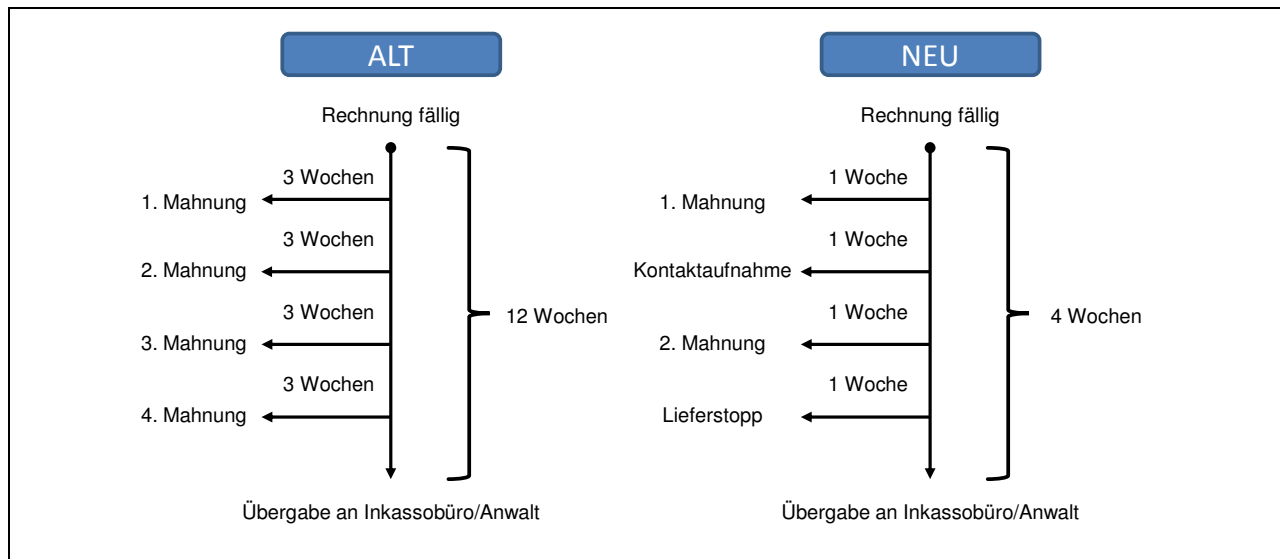 ALT
Rechnung fällig
3 Wochen
1. Mahnung
3 Wochen
2. Mahnung
3 Wochen
12 Wochen
3. Mahnung
3 Wochen
4. Mahnung
Übergabe an Inkassobüro/Anwalt
NEU
Rechnung fällig
1 Woche
1. Mahnung
1 Woche
Kontaktaufnahme
1 Woche
4 Wochen
2. Mahnung
1 Woche
Lieferstopp
Übergabe an Inkassobüro/Anwalt